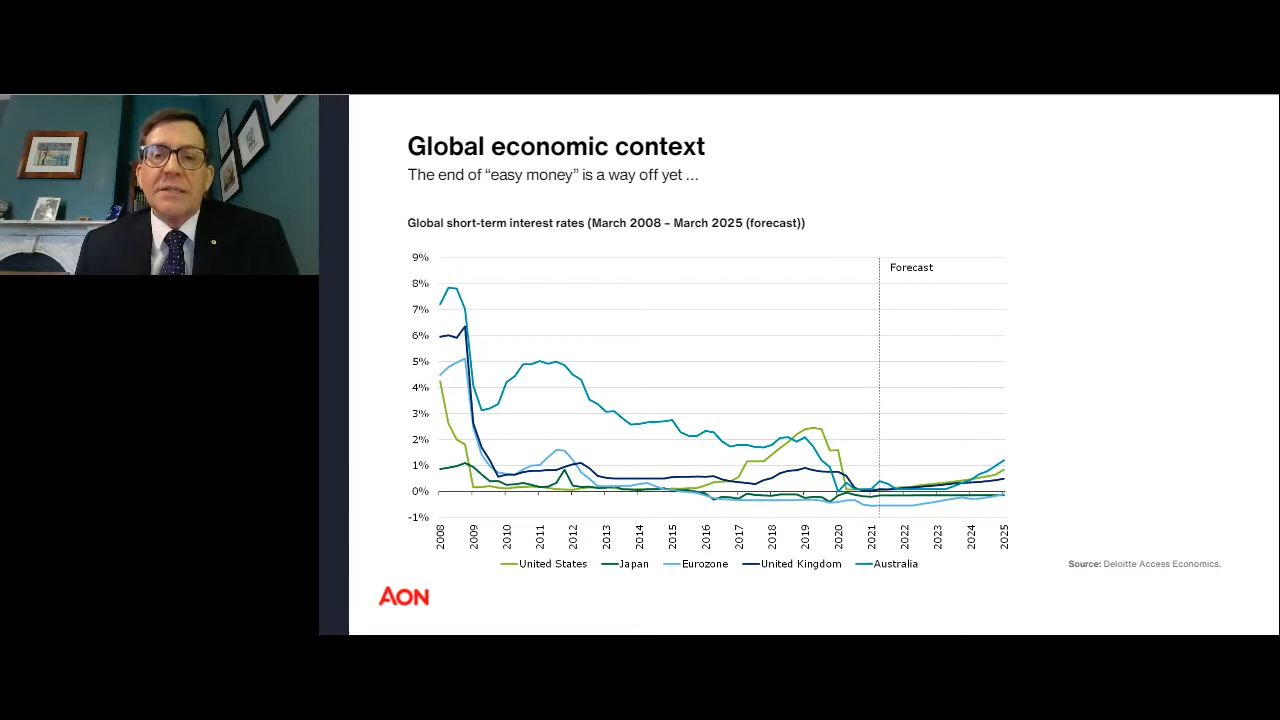 Global economic context
The end of “easy money” is a way off yet ...
Global short-term interest rates (March 2008 – March 2025 (forecast))
9%
8%
7%
6%
5%
4%
3%
2%
1%
0%
-1%
Forecast
2008 2009 2010 2011 2012 2013 2014 2015 2016 2017 2018 2019 2020 2021 2022 2023 2024 2025
United States Japan Eurozone United Kingdom Australia
Source: Deloitte Access Economics.
AON